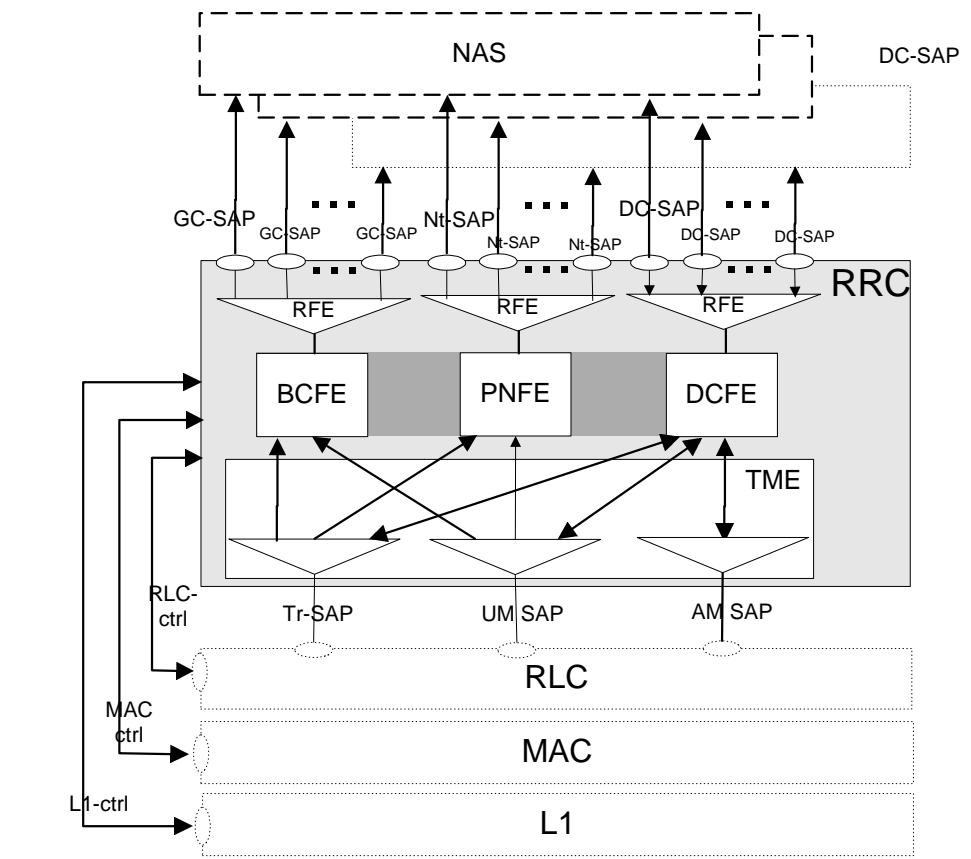 NAS
DC-SAP
GC-SAP
GC-SAP
GC-SAP
Nt-SAP
Nt-SAP
Nt-SAP
DC-SAP
DC-SAP
DC-SAP
RRC
RFE
RFE
RFE
BCFE
PNFE
DCFE
TME
RLC-
ctrl
Tr-SAP
UM SAP
AM SAP
RLC
MAC
ctrl
MAC
L1-ctrl
L1